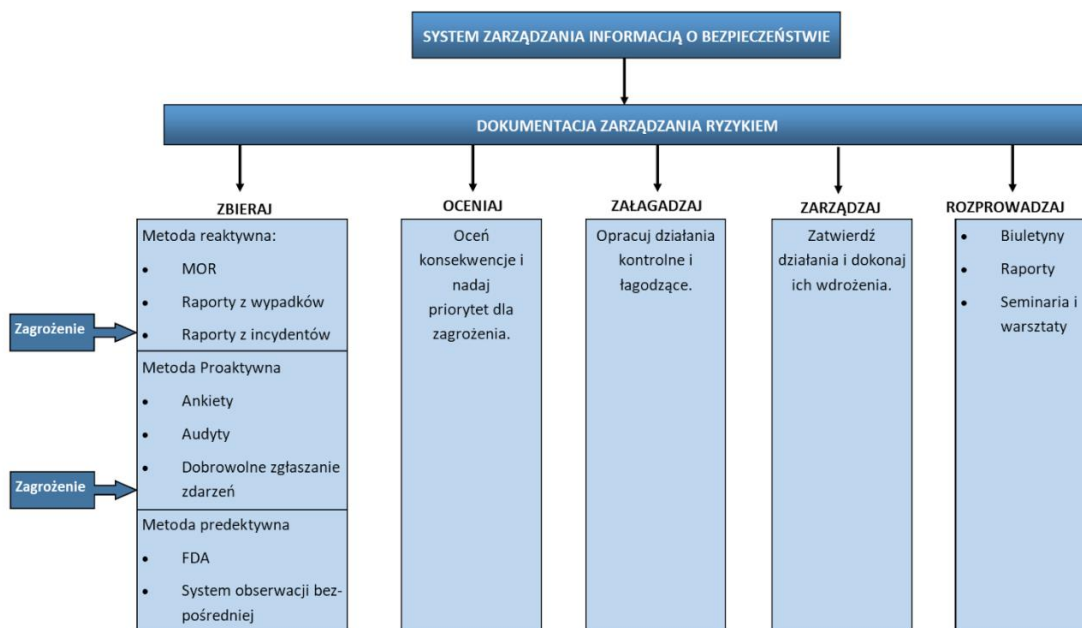 SYSTEM ZARZĄDZANIA INFORMACJĄ O BEZPIECZEŃSTWIE
DOKUMENTACJA ZARZĄDZANIA RYZYKIEM
ZBIERAJ
Metoda reaktywna:
• MOR
• Raporty z wypadków
• Raporty z incydentów
Zagrożenie
Metoda Proaktywna
• Ankiety
• Audyty
• Dobrowolne zgłaszanie
zdarzeń
Zagrożenie
Metoda predektywna
• FDA
• System obserwacji bez-
pośredniej
OCENIAJ
Oceń
konsekwencje i
nadaj
priorytet dla
zagrożenia.
ZAŁAGADZAJ
Opracuj działania
kontrolne i
łagodzące.
ZARZĄDZAJ
Zatwierdź
działania i dokonaj
ich wdrożenia.
ROZPROWADZAJ
• Biuletyny
• Raporty
• Seminaria i
warsztaty